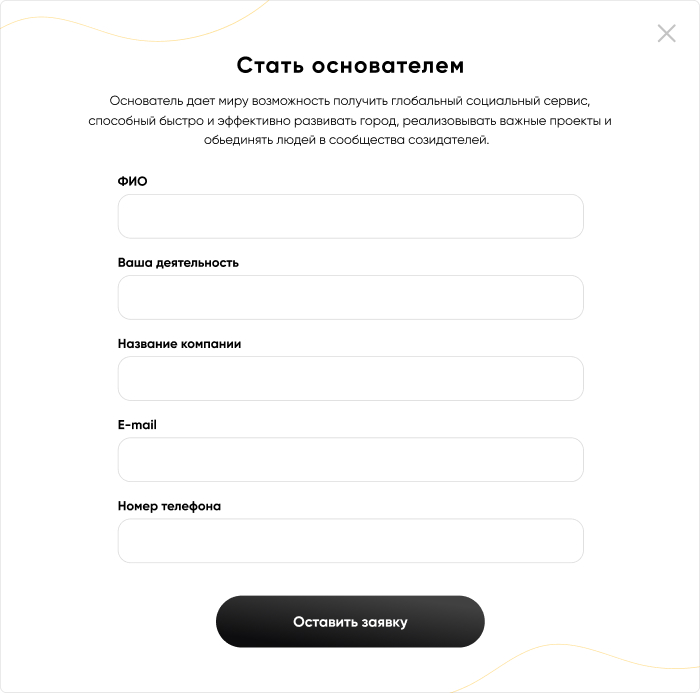 Стать основателем
Основатель дает миру возможность получить глобальный социальный сервис,
способный быстро и эффективно развивать город, реализовывать важные проекты и
обьединять людей в сообщества созидателей.
ФИО
Ваша деятельность
Название компании
E-mail
Номер телефона
Оставить заявку